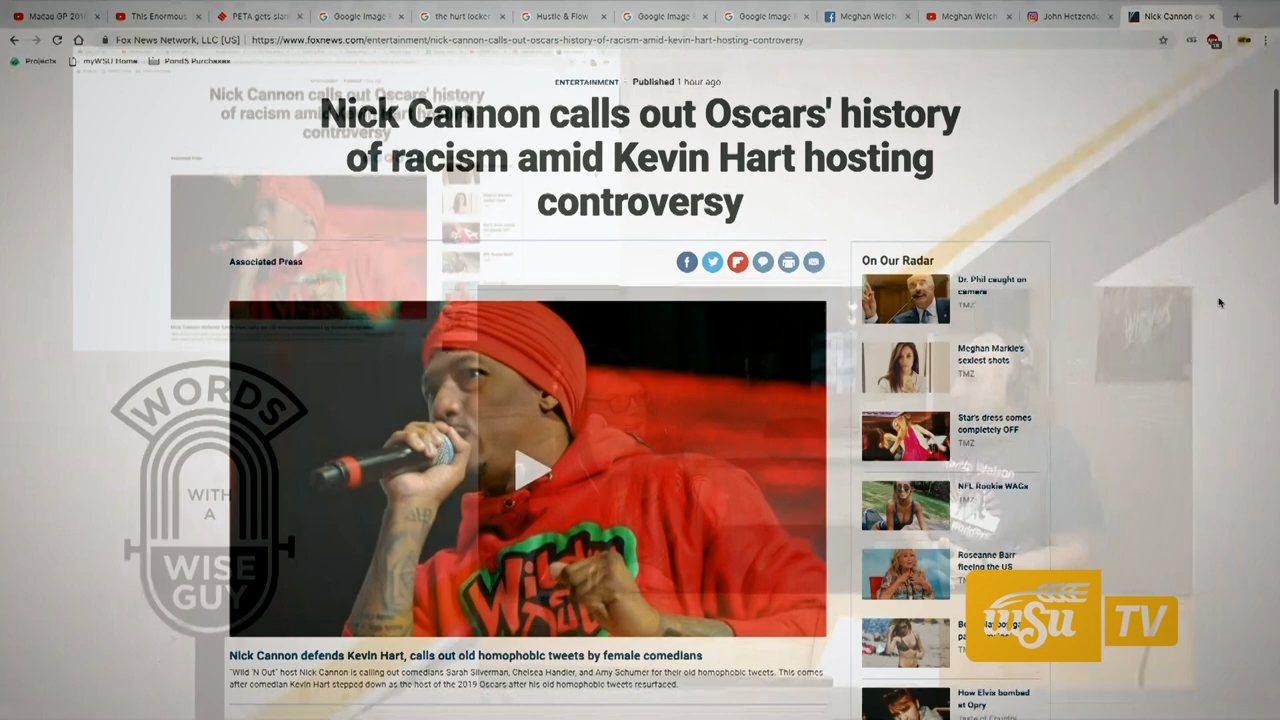 This Enormous
PETA gets slam
Google Image
the hurt locker
Hustle & Flow
Google Image
Google Image
Meghan Welch
Meghan Welch
John Hetzend
Nick Cannon
Fox News Network, LLC [US]
https://www.foxnews.com/entertainment/nick-cannon-calls-out-oscars-history-of-racism-amid-kevin-hart-hosting-controversy
Projects
myWSU Home
Pond5 Purchases
ENTERTAINMENT
Published 1 hour ago
Nick Cannon calls out Oscars' history
of racism amid Kevin Hart hosting
controversy
Associated Press
On Our Radar
Dr. Phil caught on
camera
TMZ
Meghan Markle's
sexiest shots
TMZ
Star's dress comes
completely OFF
TMZ
NFL Rookie WAGs
TMZ
Roseanne Barr
fleeing the US
How Elvis bombed
at Opry
Taste of Country
WORDS
WITH
A
WISE
GUY
Wild
Nick Cannon defends Kevin Hart, calls out old homophobic tweets by female comedians
"Wild 'N Out" host Nick Cannon is calling out comedians Sarah Silverman, Chelsea Handler, and Amy Schumer for their old homophobic tweets. This comes
after comedian Kevin Hart stepped down as the host of the 2019 Oscars after his old homophobic tweets resurfaced.
WSU
TV